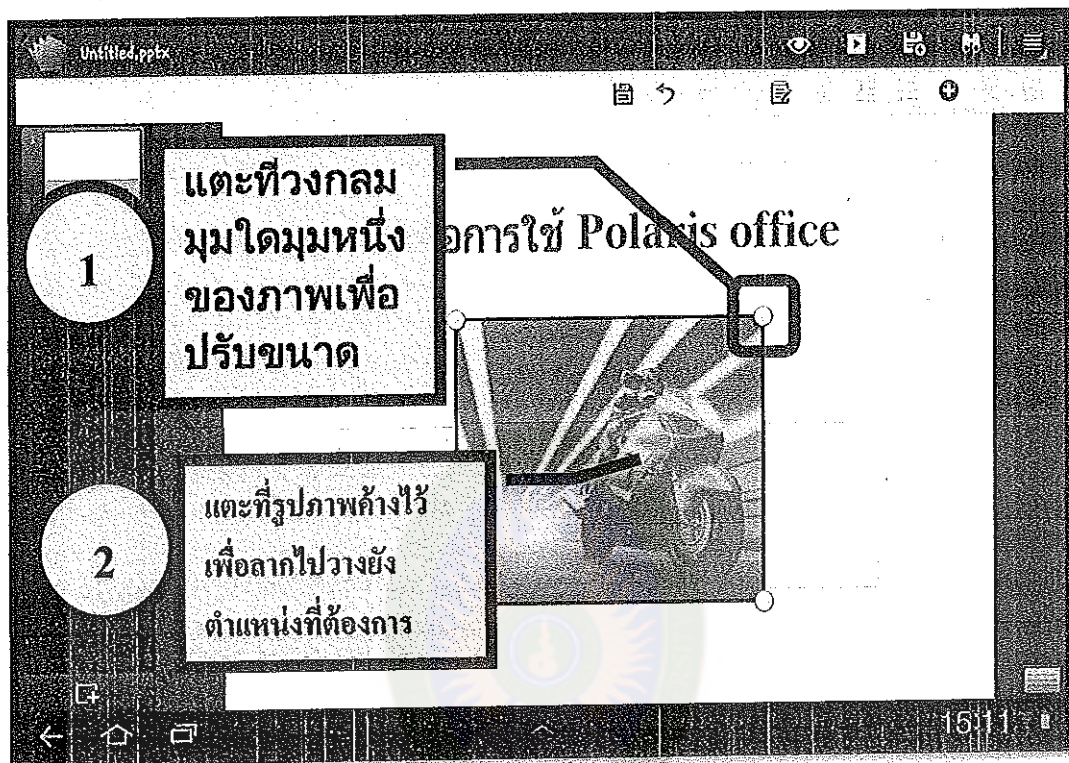 Untitled.pptx
แตะที่วงกลม
มุมใดมุมหนึ่ง
ของภาพเพื่อ
ปรับขนาด
1
อการใช้ Polaris office
แตะที่รูปภาพค้างไว้
เพื่อลากไปวางยัง
ตำแหน่งที่ต้องการ
2
15:11